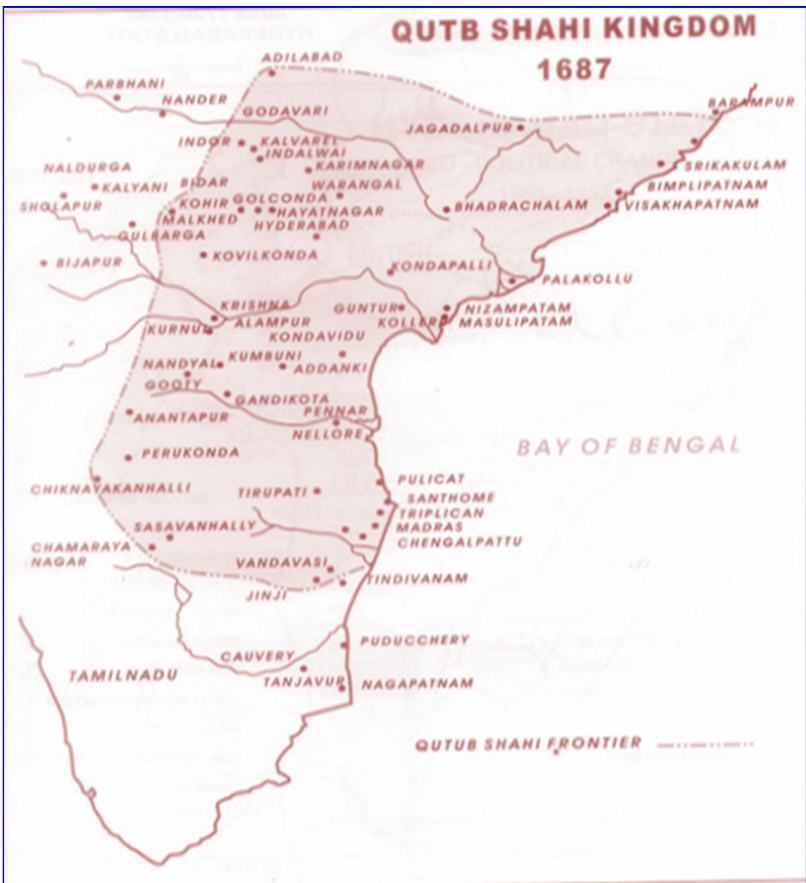 QUTB SHAHI KINGDOM
1687
ADILABAD
PARBHANI
NANDER
GODAVARI
BARAMPUR
JAGADALPUR
INDOR
KALVAREL
INDALWAI
KARIMNAGAR
SRIKAKULAM
NALDURGA
KALYANI
BIDAR
WARANGAL
BIMPLIPATNAM
SHOLAPUR
KOHIR
GOLCONDA
BHADRACHALAM
VISAKHAPATNAM
MALKHED
HAYATNAGAR
HYDERABAD
GULBARGA
BIJAPUR
KOVILKONDA
KONDAPALLI
PALAKOLLU
KRISHNA
GUNTUR
NIZAMPATAM
KURNUL
ALAMPUR
KOLLERU
MASULIPATAM
KONDAVIDU
NANDYAL
KUMBUNI
ADDANKI
GOOTY
GANDIKOTA
ANANTAPUR
PENNAR
NELLORE
BAY OF BENGAL
PERUKONDA
CHIKNAYAKANHALLI
TIRUPATI
PULICAT
SANTHOME
TRIPLICAN
SASAVANHALLY
MADRAS
CHENGALPATTU
CHAMARAYA
NAGAR
VANDAVASI
TINDIVANAM
JINJI
PUDUCCHERY
CAUVERY
TAMILNADU
TANJAVUR
NAGAPATNAM
QUTUB SHAHI FRONTIER